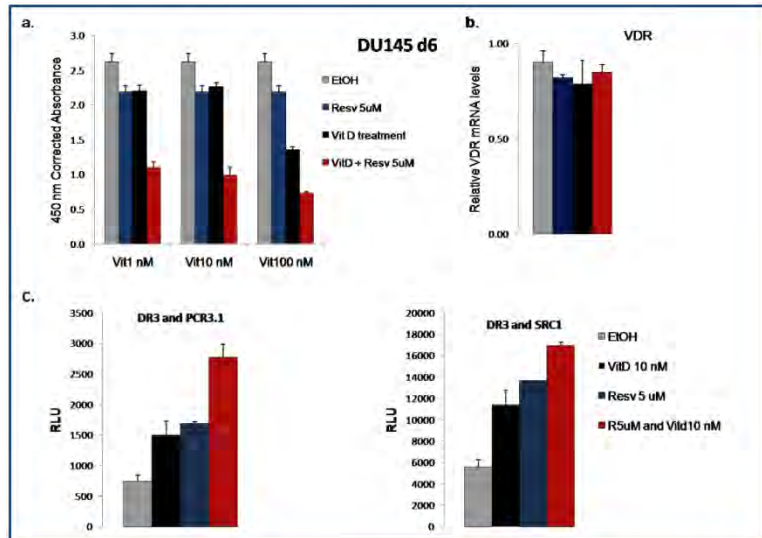 a.
DU145 d6
450 nm Corrected Absorbance
3.0
2.5
2.0
1.5
1.0
0.5
0.0
Vit1 nM
Vit10 nM
Vit100 nM
EtOH
Resv 5uM
Vit D treatment
VitD + Resv 5uM
b.
VDR
Relative VDR mRNA levels
1.00
0.50
0.00
C.
DR3 and PCR3.1
RLU
3500
3000
2500
2000
1500
1000
500
0
DR3 and SRC1
RLU
20000
18000
16000
14000
12000
10000
8000
6000
4000
2000
0
EtOH
VitD 10 nM
Resv 5 uM
R5uM and Vitd10 nM